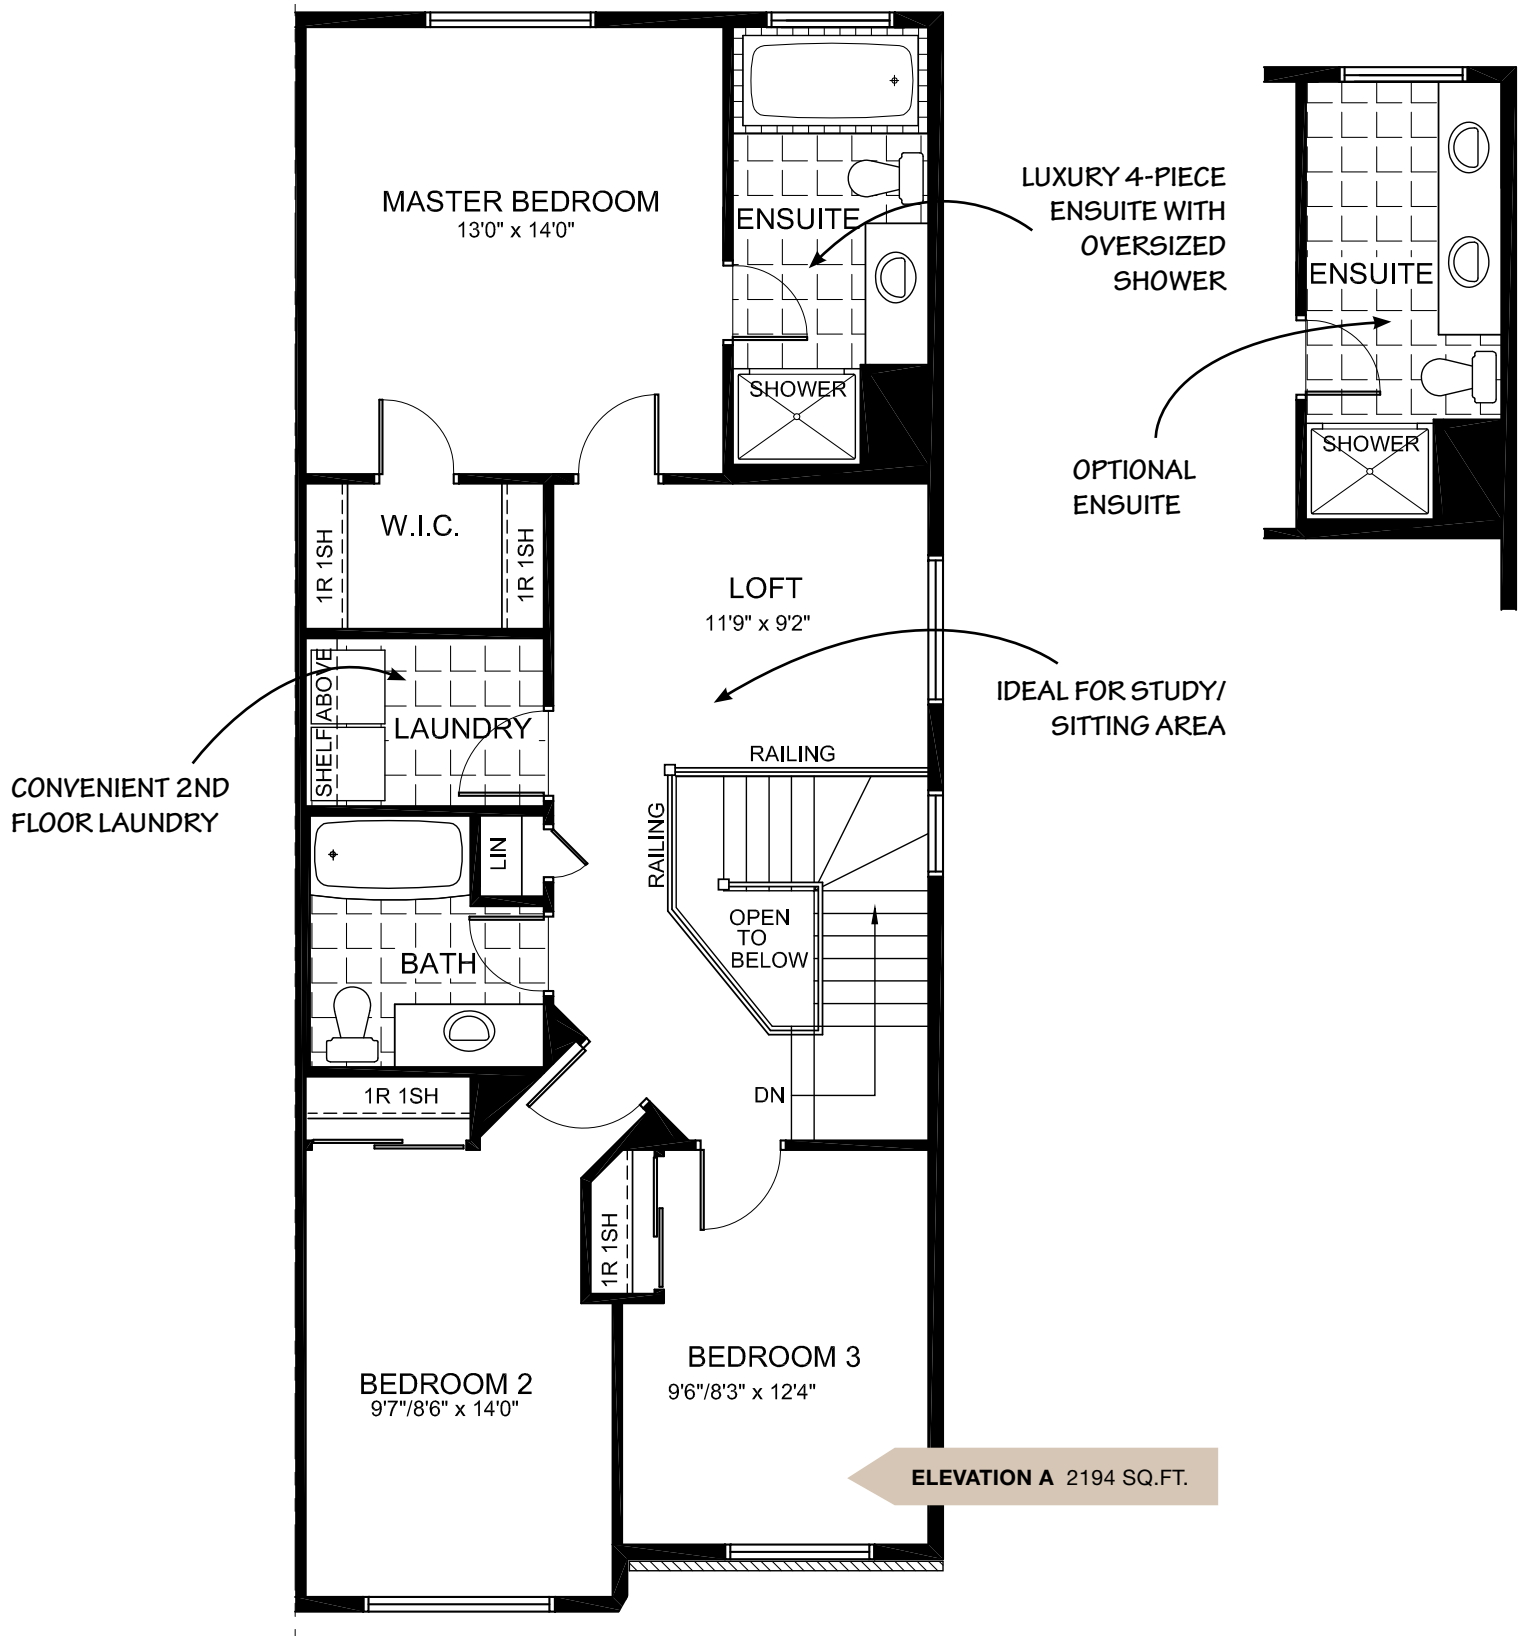 MASTER BEDROOM
13'0" x 14'0"
ENSUITE
SHOWER
LUXURY 4-PIECE
ENSUITE WITH
OVERSIZED
SHOWER
ENSUITE
SHOWER
OPTIONAL
ENSUITE
W.I.C.
1R 1SH
1R 1SH
LOFT
11'9" x 9'2"
IDEAL FOR STUDY/
SITTING AREA
SHELF ABOVE
LAUNDRY
CONVENIENT 2ND
FLOOR LAUNDRY
RAILING
RAILING
LIN
OPEN
TO
BELOW
BATH
DN
1R 1SH
1R 1SH
BEDROOM 2
9'7"/8'6" x 14'0"
BEDROOM 3
9'6"/8'3" x 12'4"
ELEVATION A 2194 SQ.FT.